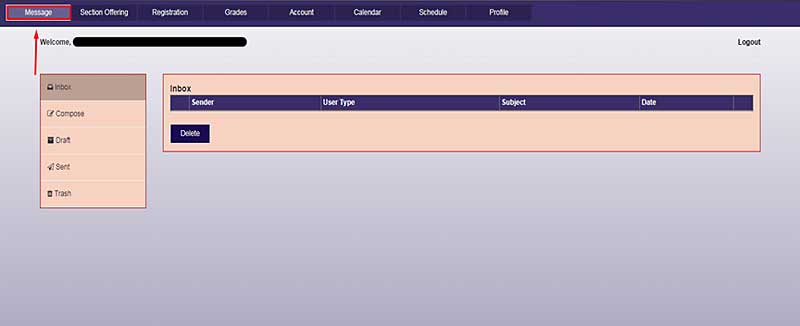 Message Section Offering Registration Grades Account Calendar Schedule Profile
Welcome, Logout
Inbox
Compose
Draft
Sent
Trash
Inbox
Sender User Type Subject Date
Delete